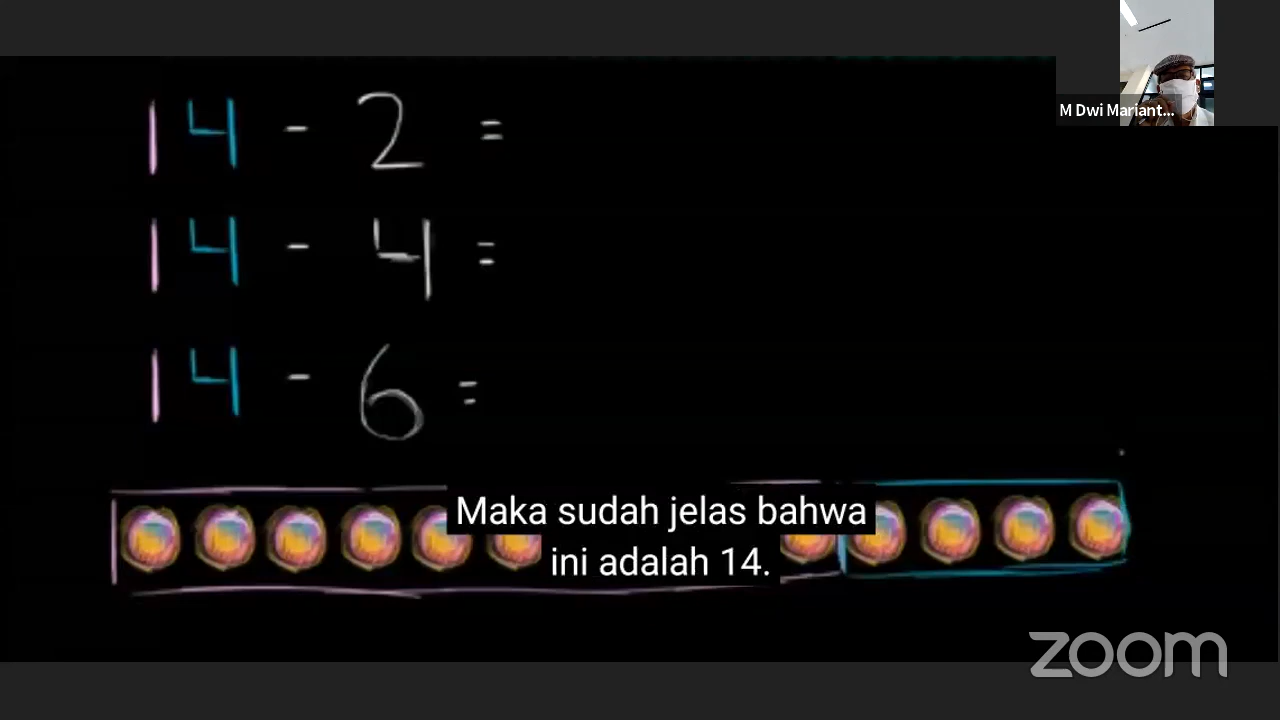 M Dwi Mariant...
14 - 2 =
14 - 4 =
14 - 6 =
Maka sudah jelas bahwa
ini adalah 14.
zoom